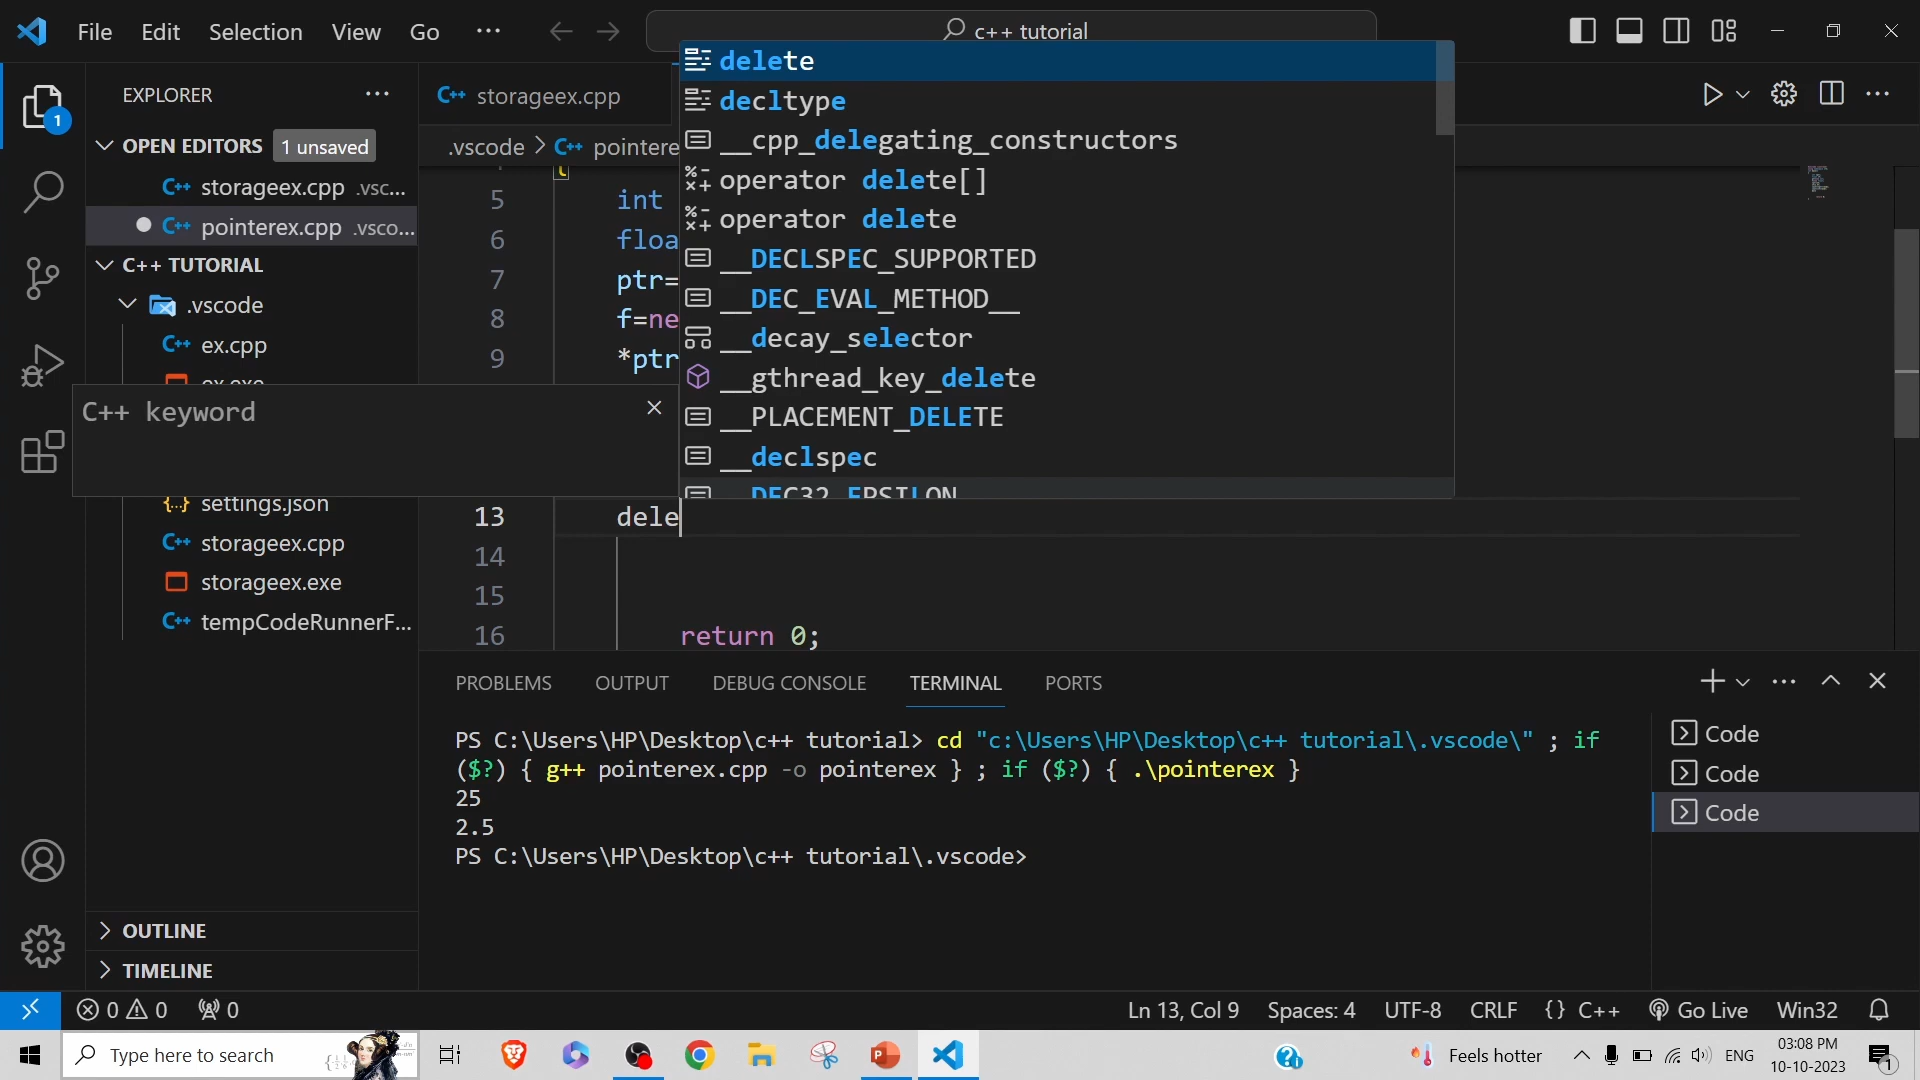 File Edit Selection View Go ··· c++ tutorial
EXPLORER ···
OPEN EDITORS 1 unsaved
storageex.cpp .vsc...
pointerex.cpp .vsco...
C++ TUTORIAL
.vscode
ex.cpp
ex.exe
C++ keyword
settings.json
storageex.cpp
storageex.exe
tempCodeRunnerF...
OUTLINE
TIMELINE
storageex.cpp
.vscode > pointere
5 int
6 floa
7 ptr=
8 f=ne
9 *ptr
13 dele
14
15
16 return 0;
delete
decltype
__cpp_delegating_constructors
operator delete[]
operator delete
__DECLSPEC_SUPPORTED
__DEC_EVAL_METHOD__
__decay_selector
__gthread_key_delete
__PLACEMENT_DELETE
__declspec
__DEC32_EPSILON
PROBLEMS OUTPUT DEBUG CONSOLE TERMINAL PORTS
PS C:\Users\HP\Desktop\c++ tutorial> cd "c:\Users\HP\Desktop\c++ tutorial\.vscode\" ; if
($?) { g++ pointerex.cpp -o pointerex } ; if ($?) { .\pointerex }
25
2.5
PS C:\Users\HP\Desktop\c++ tutorial\.vscode>
Code
Code
Code
0 0 0 Ln 13, Col 9 Spaces: 4 UTF-8 CRLF {} C++ Go Live Win32
Type here to search Feels hotter ENG 03:08 PM
10-10-2023 1